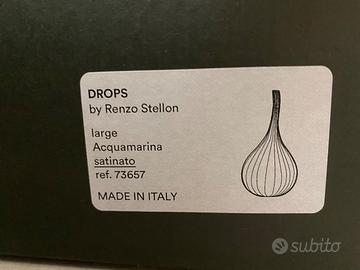 DROPS
by Renzo Stellon
large
Acquamarina
satinato
ref. 73657
MADE IN ITALY
subito